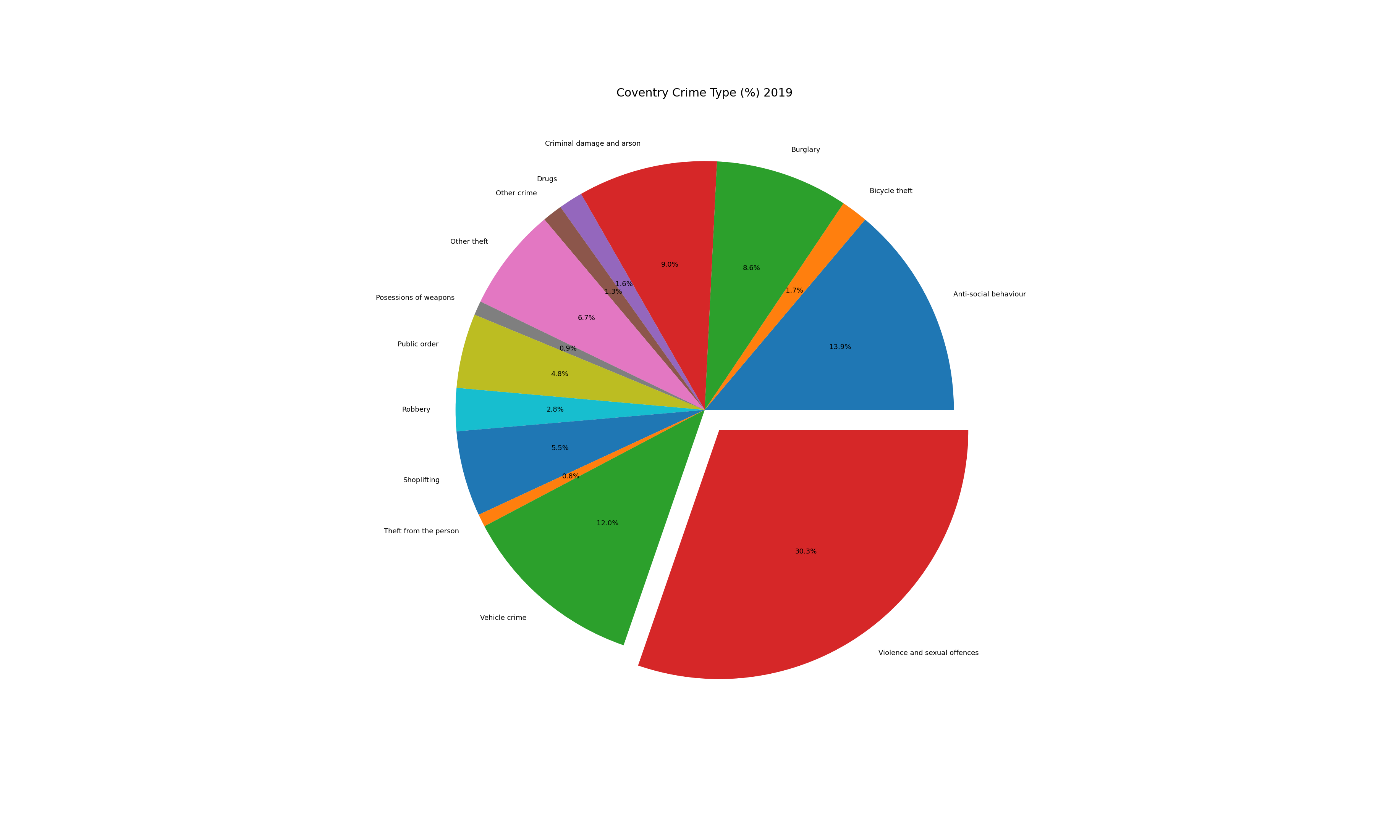 Coventry Crime Type (%) 2019
Criminal damage and arson
Burglary
Drugs
Bicycle theft
Other crime
Other theft
9.0%
8.6%
1.6%
1.7%
1.3%
Anti-social behaviour
Posessions of weapons
6.7%
Public order
13.9%
0.9%
4.8%
Robbery
2.8%
5.5%
Shoplifting
0.8%
12.0%
Theft from the person
30.3%
Vehicle crime
Violence and sexual offences